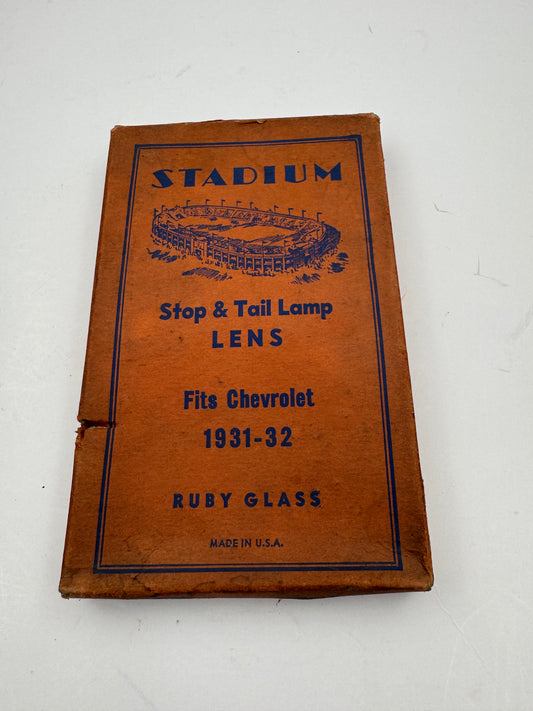 STADIUM
Stop & Tail Lamp
LENS
Fits Chevrolet
1931-32
RUBY GLASS
MADE IN U.S.A.